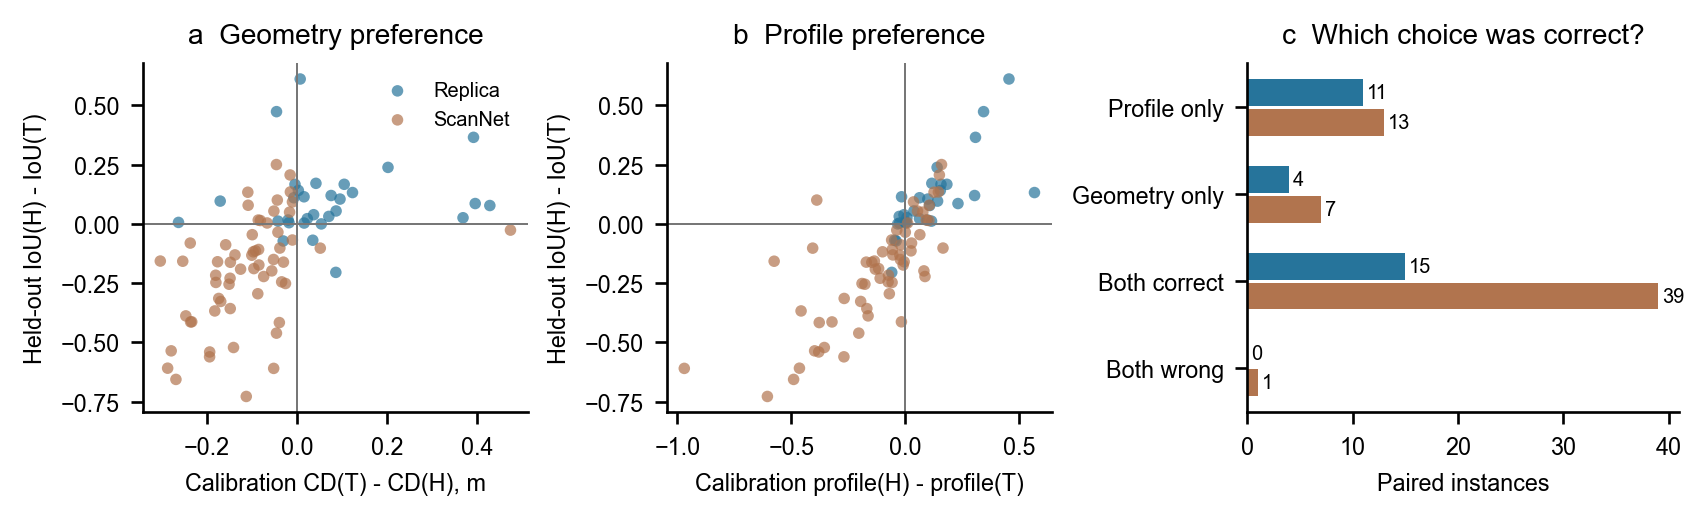 a Geometry preference
Held-out IoU(H) - IoU(T)
0.50
0.25
0.00
−0.25
−0.50
−0.75
Replica
ScanNet
−0.2
0.0
0.2
0.4
Calibration CD(T) - CD(H), m
b Profile preference
Held-out IoU(H) - IoU(T)
0.50
0.25
0.00
−0.25
−0.50
−0.75
−1.0
−0.5
0.0
0.5
Calibration profile(H) - profile(T)
c Which choice was correct?
Profile only
11
13
Geometry only
4
7
Both correct
15
39
Both wrong
0
1
0
10
20
30
40
Paired instances